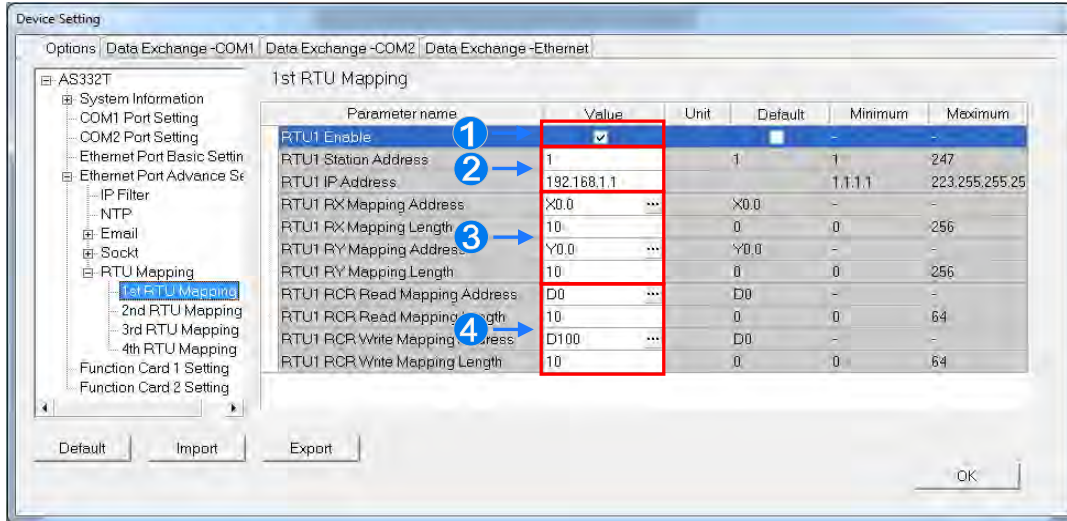 Device Setting
Options Data Exchange -COM1 Data Exchange -COM2 Data Exchange -Ethernet
AS332T
System Information
COM1 Port Setting
COM2 Port Setting
Ethernet Port Basic Settin
Ethernet Port Advance Se
IP Filter
NTP
Email
Sockt
RTU Mapping
1st RTU Mapping
2nd RTU Mapping
3rd RTU Mapping
4th RTU Mapping
Function Card 1 Setting
Function Card 2 Setting
1st RTU Mapping
Parameter name Value Unit Default Minimum Maximum
RTU1 Enable 1 - -
RTU1 Station Address 1 1 1 247
2
RTU1 IP Address 192.168.1.1 1.1.1.1 223.255.255.25
RTU1 RX Mapping Address X0.0 ... X0.0 - -
RTU1 RX Mapping Length 10 0 0 256
3
RTU1 RY Mapping Address Y0.0 ... Y0.0 - -
RTU1 RY Mapping Length 10 0 0 256
RTU1 RCR Read Mapping Address D0 ... D0 - -
RTU1 RCR Read Mapping 10 0 0 64
4
RTU1 RCR Write Mapping D100 ... D0 - -
RTU1 RCR Write Mapping Length 10 0 0 64
Default Import Export
OK